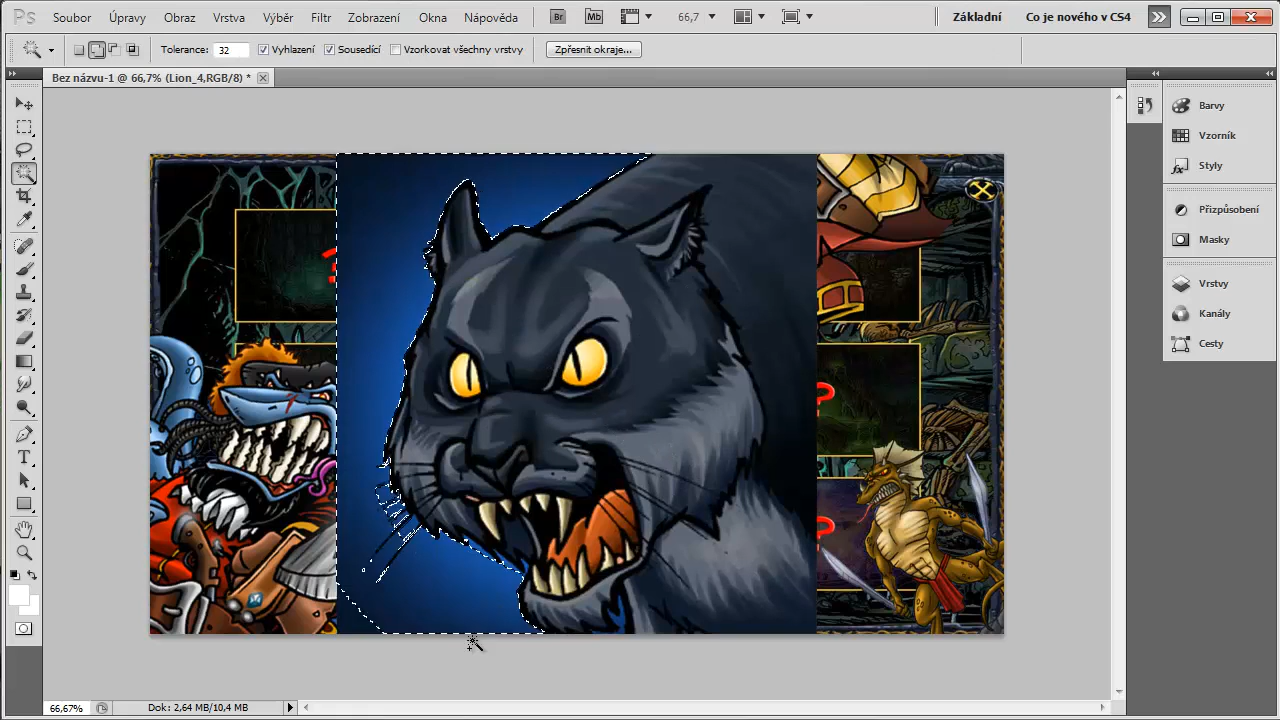 Ps Soubor Úpravy Obraz Vrstva Výběr Filtr Zobrazení Okna Nápověda Br Mb 66,7 Základní Co je nového v CS4
Tolerance: 32 Vyhlazení Sousedící Vzorkovat všechny vrstvy Zpřesnit okraje...
Bez názvu-1 @ 66,7% (Lion_4,RGB/8) *
Barvy
Vzorník
Styly
Přizpůsobení
Masky
Vrstvy
Kanály
Cesty
?
?
?
T
66,67% Dok: 2,64 MB/10,4 MB